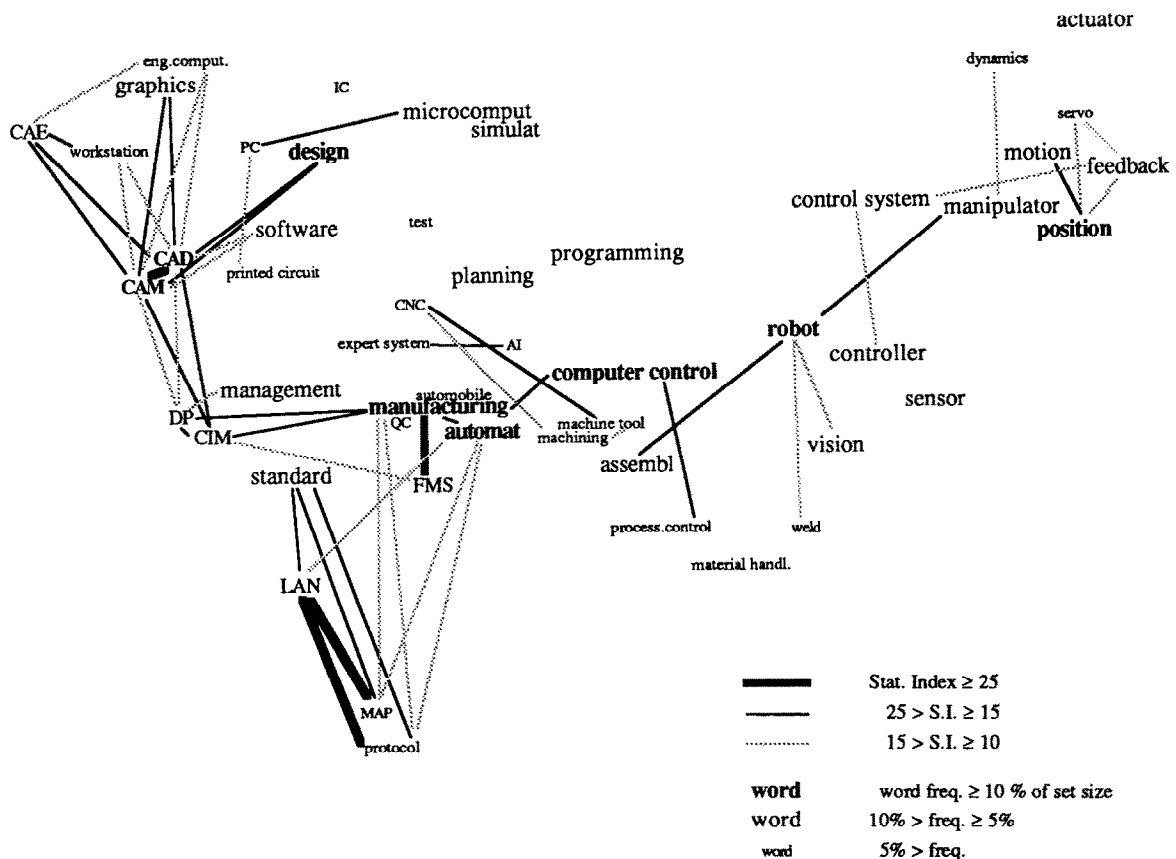 actuator
eng.comput.
dynamics
graphics
IC
microcomput
simulat
servo
CAE
workstation
PC
design
motion
feedback
control system
manipulator
position
test
software
CAD
programming
printed circuit
planning
CAM
CNC
robot
expert system
AI
controller
computer control
management
automobile
sensor
manufacturing
DP
QC
machine tool
CIM
automat
machining
vision
assembl
standard
FMS
process.control
weld
material handl.
LAN
MAP
protocol
Stat. Index ≥ 25
25 > S.I. ≥ 15
15 > S.I. ≥ 10
word word freq. ≥ 10 % of set size
word 10% > freq. ≥ 5%
word 5% > freq.